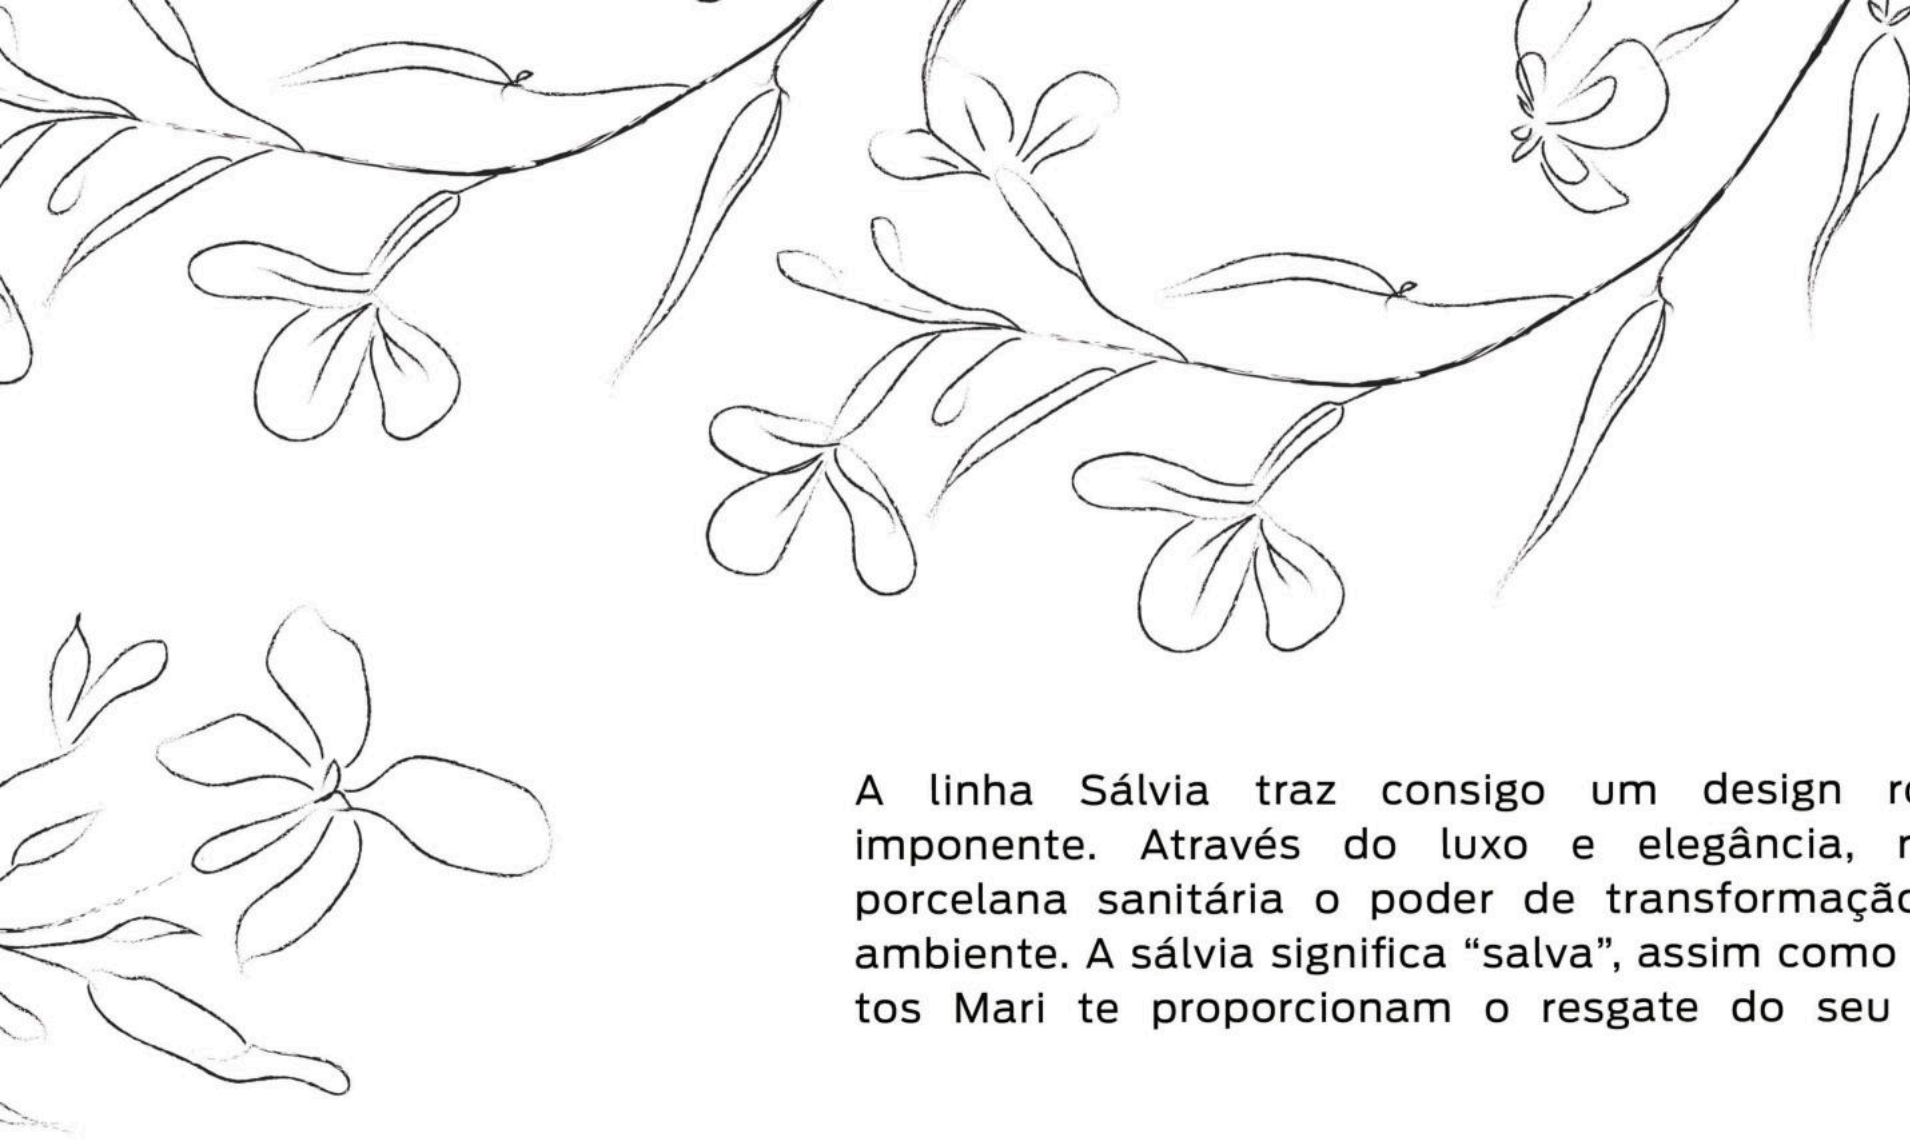 A linha Sálvia traz consigo um design
imponente. Através do luxo e elegância,
porcelana sanitária o poder de transformação
ambiente. A sálvia significa “salva”, assim como
tos Mari te proporcionam o resgate do seu